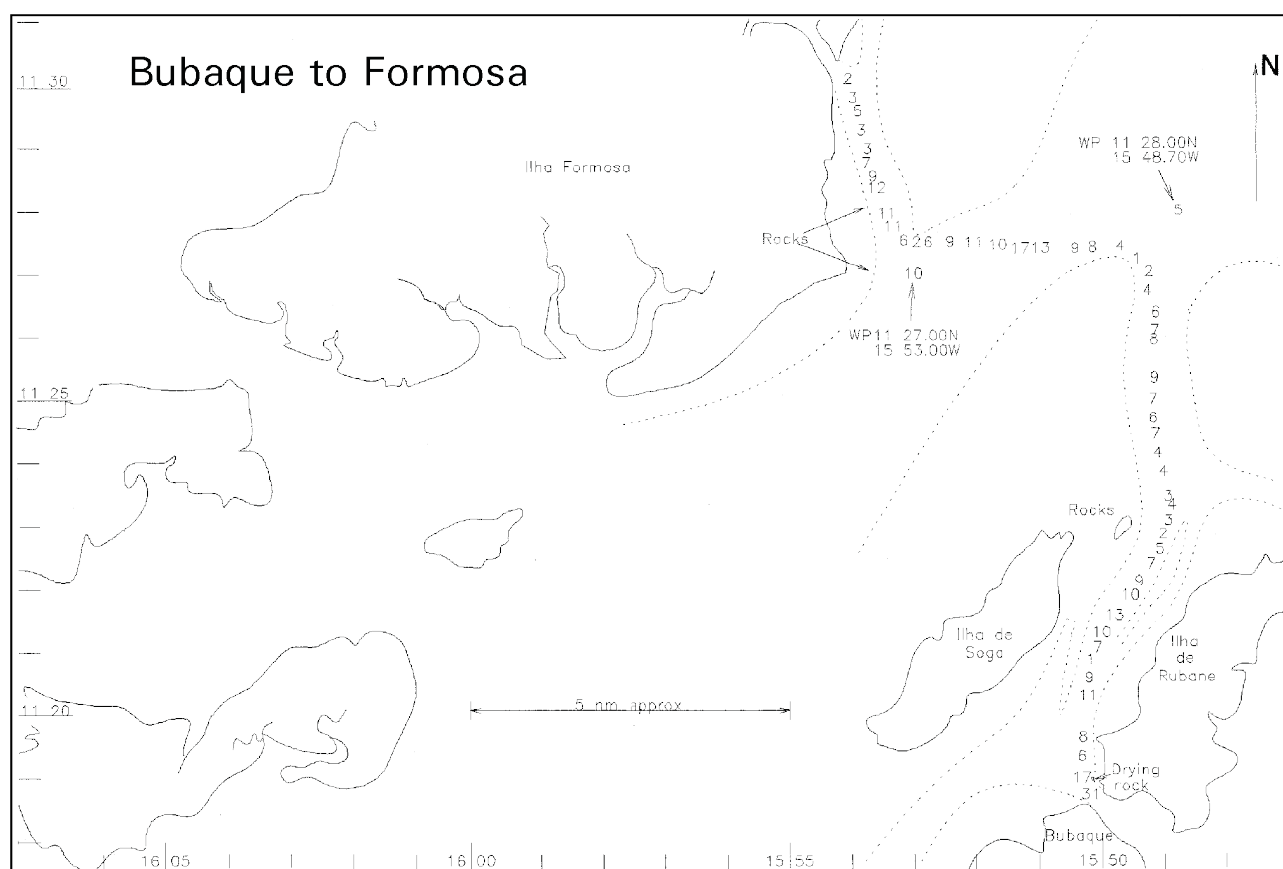 Bubaque to Formosa
N
11 30
2
3
5
3
3
7
9
12
11
11
Ilha Formosa
WP 11 28.00N
15 48.70W
5
Rocks
6 2 6 9 11 10 17 13 9 8 4
1
2
4
6
7
8
10
WP11 27.00N
15 53.00W
11 25
9
7
6
7
4
4
3
4
3
2
5
7
9
10
13
10
7
1
9
11
Rocks
Ilha de
Soga
Ilha
de
Rubane
11 20
5 nm approx
8
6
17
31
Drying
rock
Bubaque
16 05
16 00
15 55
15 50